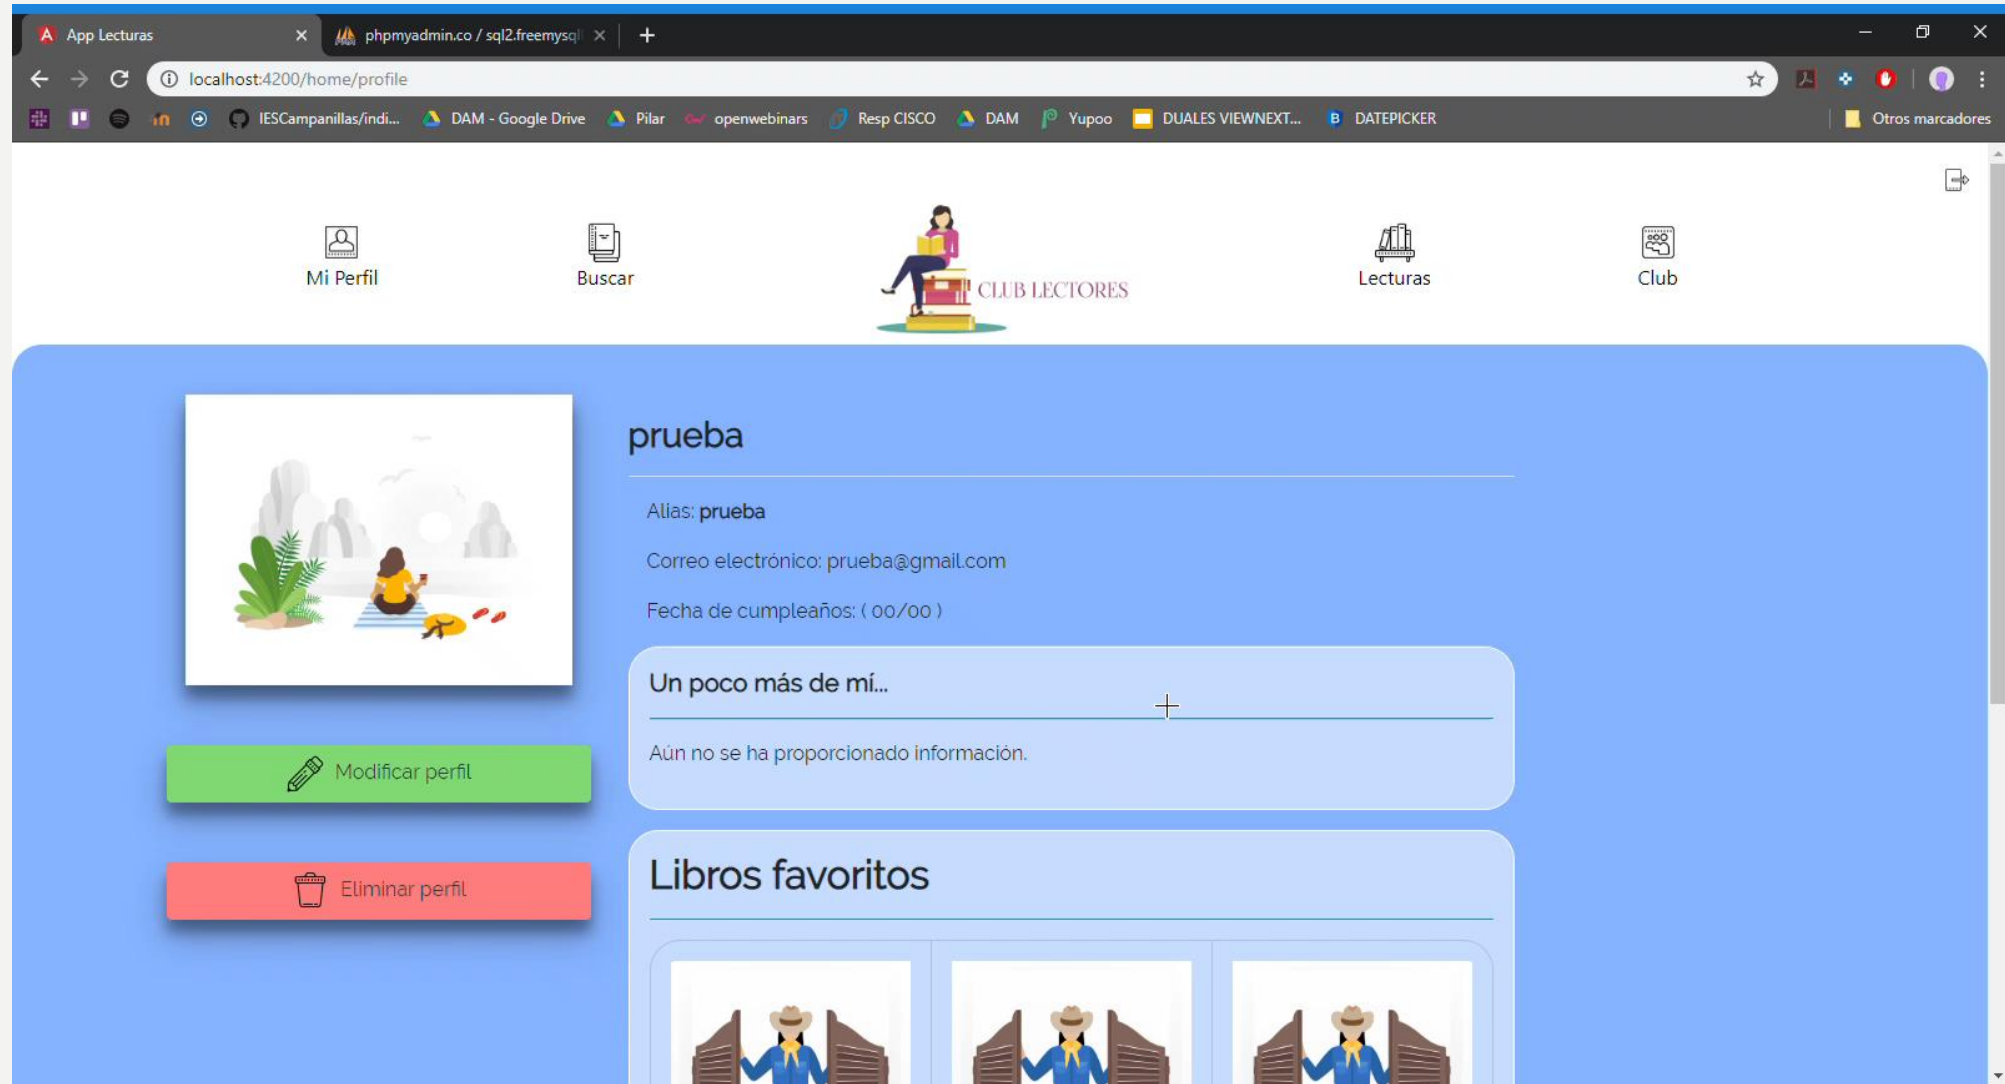 App Lecturas
phpmyadmin.co / sql2.freemysql
localhost:4200/home/profile
IESCampanillas/indi...
DAM - Google Drive
Pilar
openwebinars
Resp CISCO
DAM
Yupoo
DUALES VIEWNEXT...
DATEPICKER
Otros marcadores
Mi Perfil
Buscar
CLUB LECTORES
Lecturas
Club
prueba
Alias: prueba
Correo electrónico: prueba@gmail.com
Fecha de cumpleaños: ( 00/00 )
Un poco más de mí...
Aún no se ha proporcionado información.
Modificar perfil
Eliminar perfil
Libros favoritos